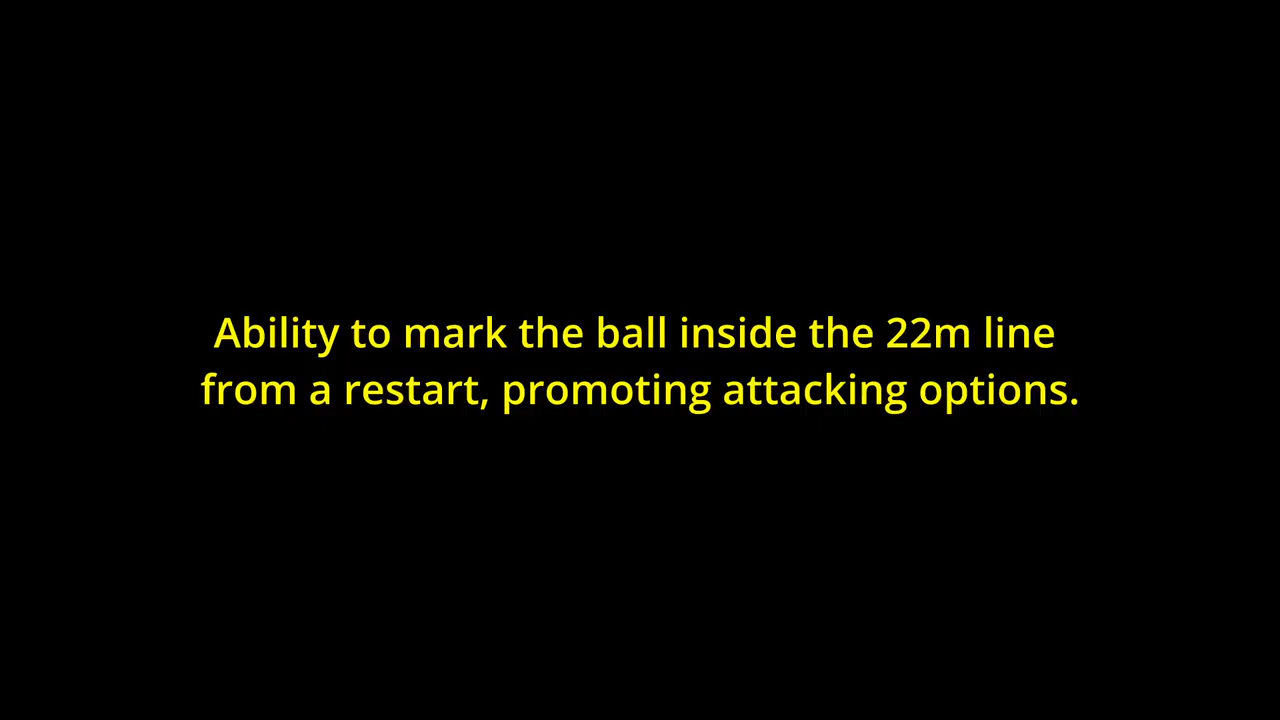 Ability to mark the ball inside the 22m line
from a restart, promoting attacking options.